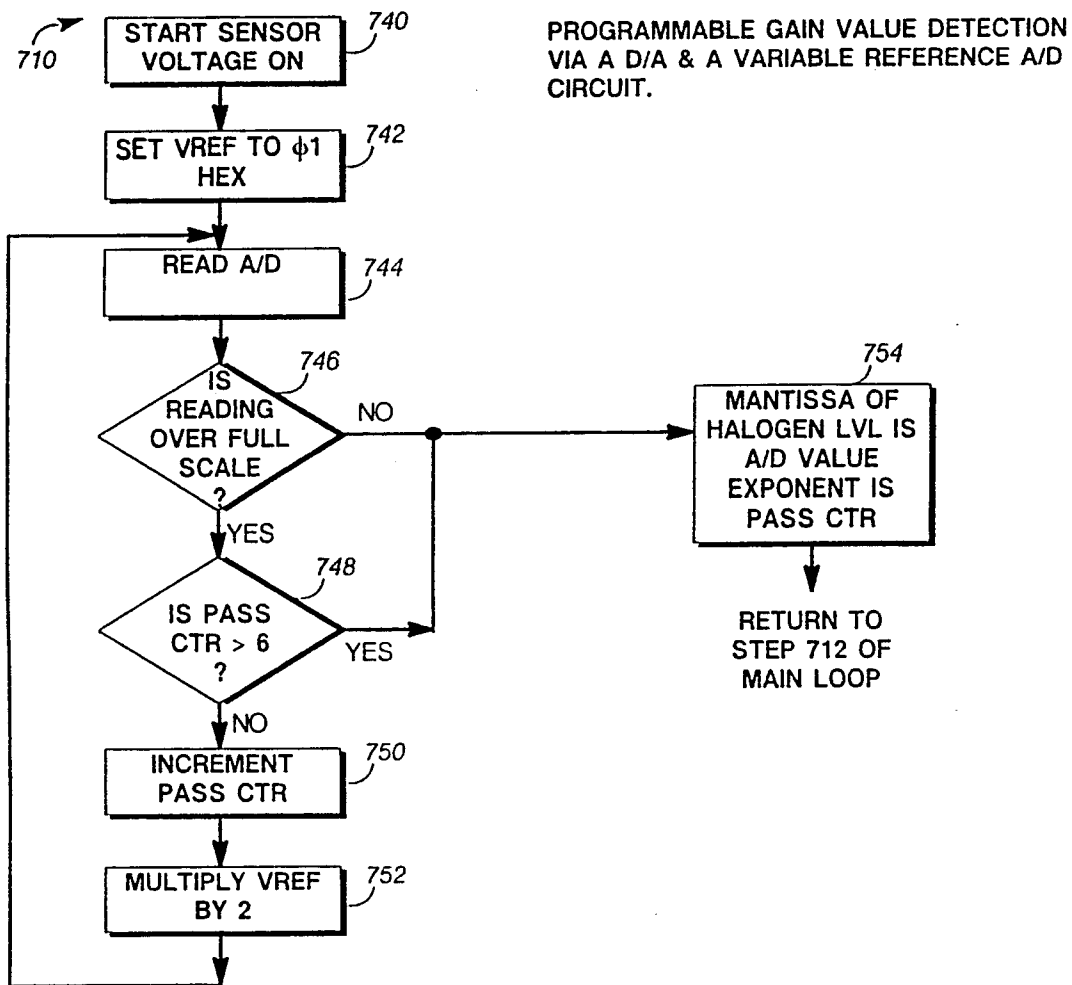 710
START SENSOR
VOLTAGE ON
740
PROGRAMMABLE GAIN VALUE DETECTION
VIA A D/A & A VARIABLE REFERENCE A/D
CIRCUIT.
SET VREF TO ϕ1
HEX
742
READ A/D
744
IS
READING
OVER FULL
SCALE
?
746
NO
YES
MANTISSA OF
HALOGEN LVL IS
A/D VALUE
EXPONENT IS
PASS CTR
754
IS PASS
CTR > 6
?
748
YES
NO
RETURN TO
STEP 712 OF
MAIN LOOP
INCREMENT
PASS CTR
750
MULTIPLY VREF
BY 2
752